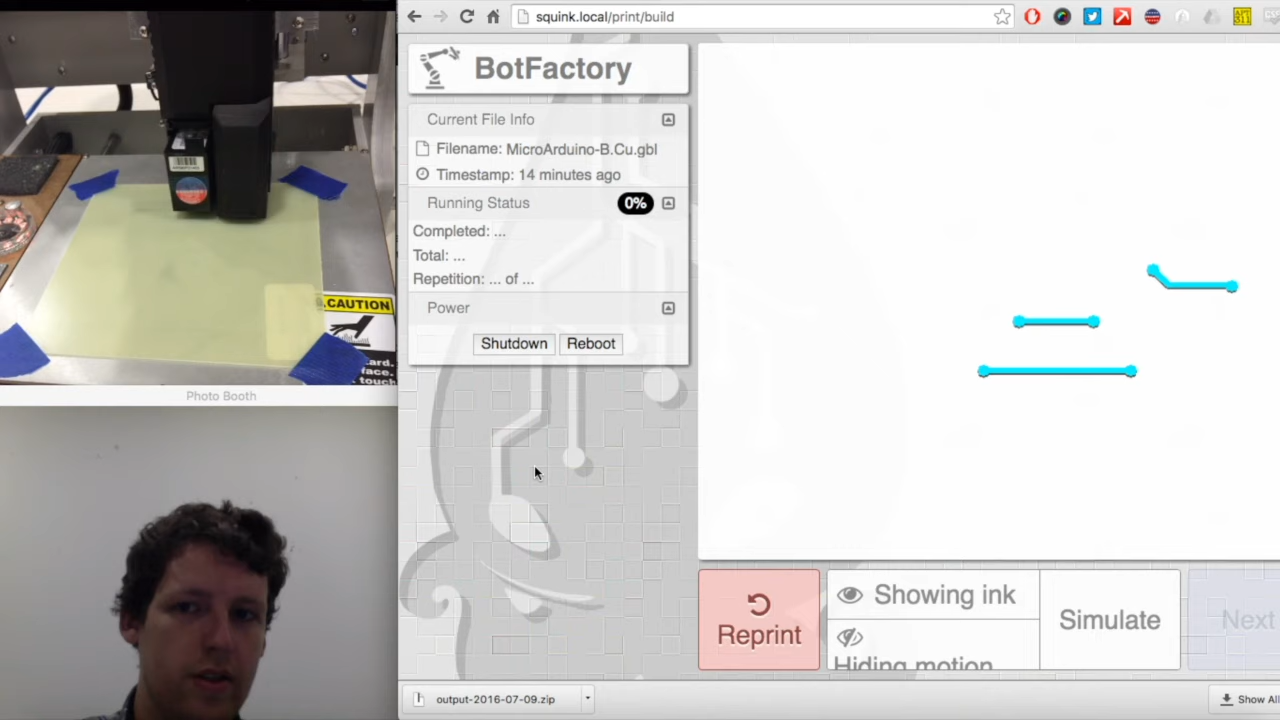 squink.local/print/build
BotFactory
Current File Info
Filename: MicroArduino-B.Cu.gbl
Timestamp: 14 minutes ago
Running Status
0%
Completed: ...
Total: ...
Repetition: ... of ...
Power
Shutdown
Reboot
CAUTION
Photo Booth
Reprint
Showing ink
Hiding motion
Simulate
Next
output-2016-07-09.zip
Show All